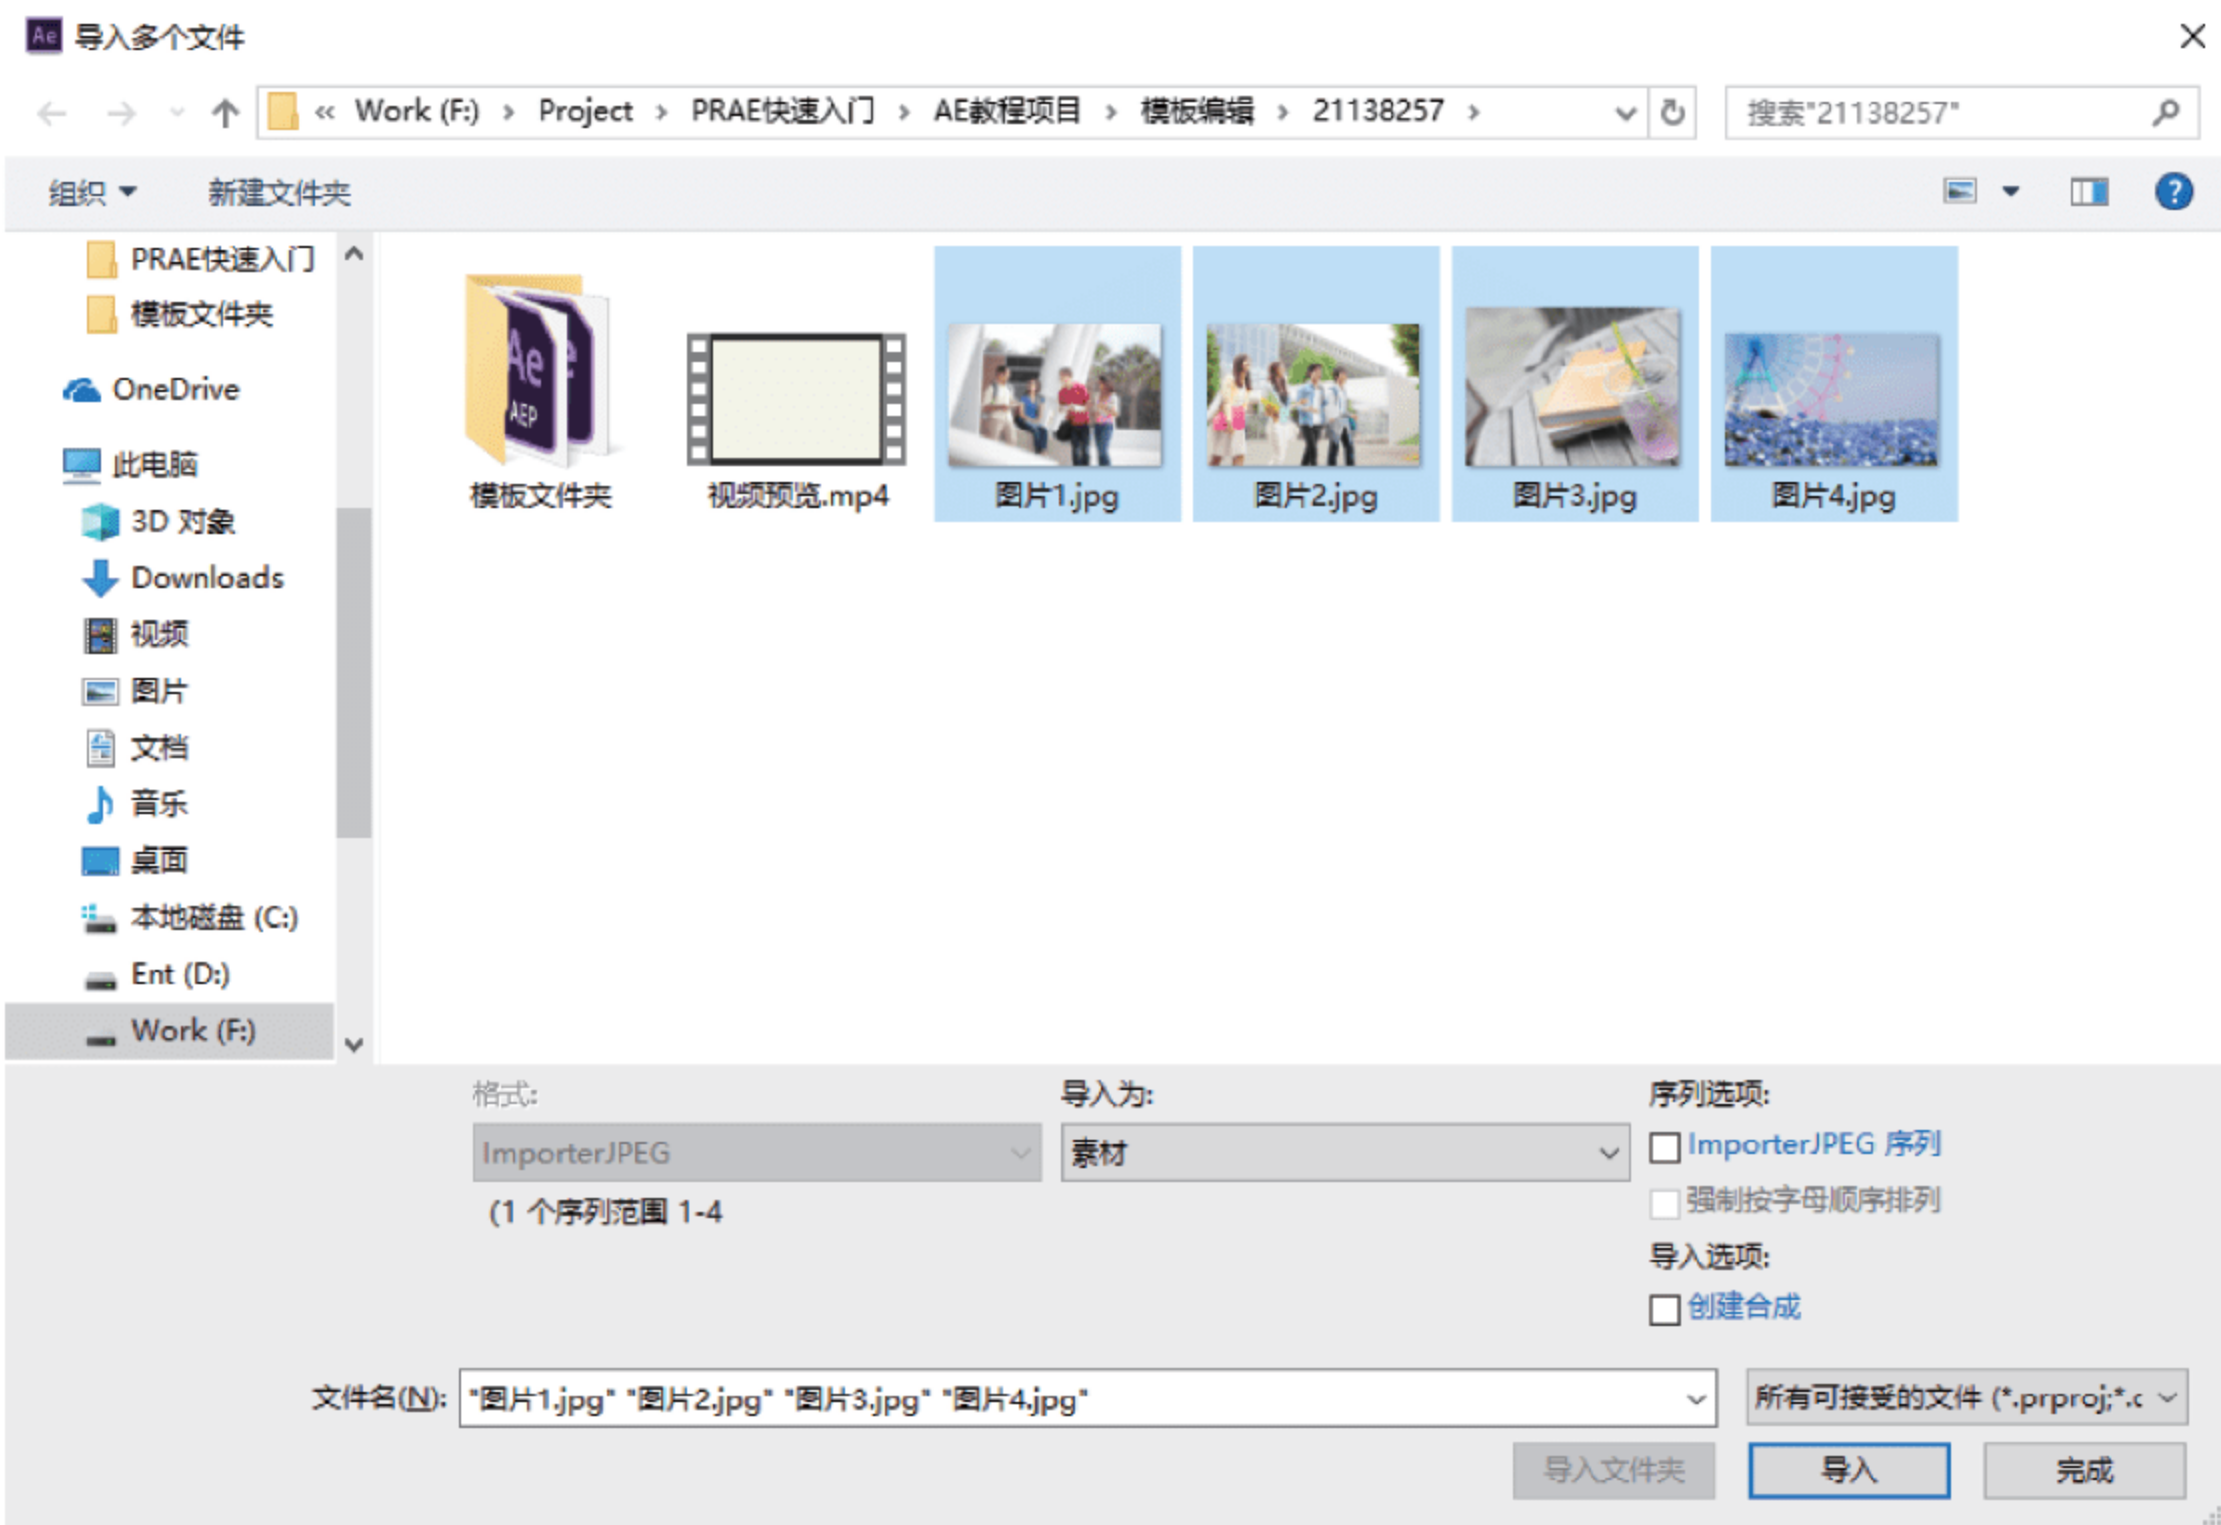 Ae 导入多个文件
« Work (F:) › Project › PRAE快速入门 › AE教程项目 › 模板编辑 › 21138257 ›
搜索"21138257"
组织 新建文件夹
PRAE快速入门
模板文件夹
OneDrive
此电脑
3D 对象
Downloads
视频
图片
文档
音乐
桌面
本地磁盘 (C:)
Ent (D:)
Work (F:)
Ae
AEP
模板文件夹
视频预览.mp4
图片1.jpg
图片2.jpg
图片3.jpg
图片4.jpg
格式:
ImporterJPEG
(1 个序列范围 1-4
导入为:
素材
序列选项:
ImporterJPEG 序列
强制按字母顺序排列
导入选项:
创建合成
文件名(N): "图片1.jpg" "图片2.jpg" "图片3.jpg" "图片4.jpg"
所有可接受的文件 (*.prproj;*.c
导入文件夹 导入 完成